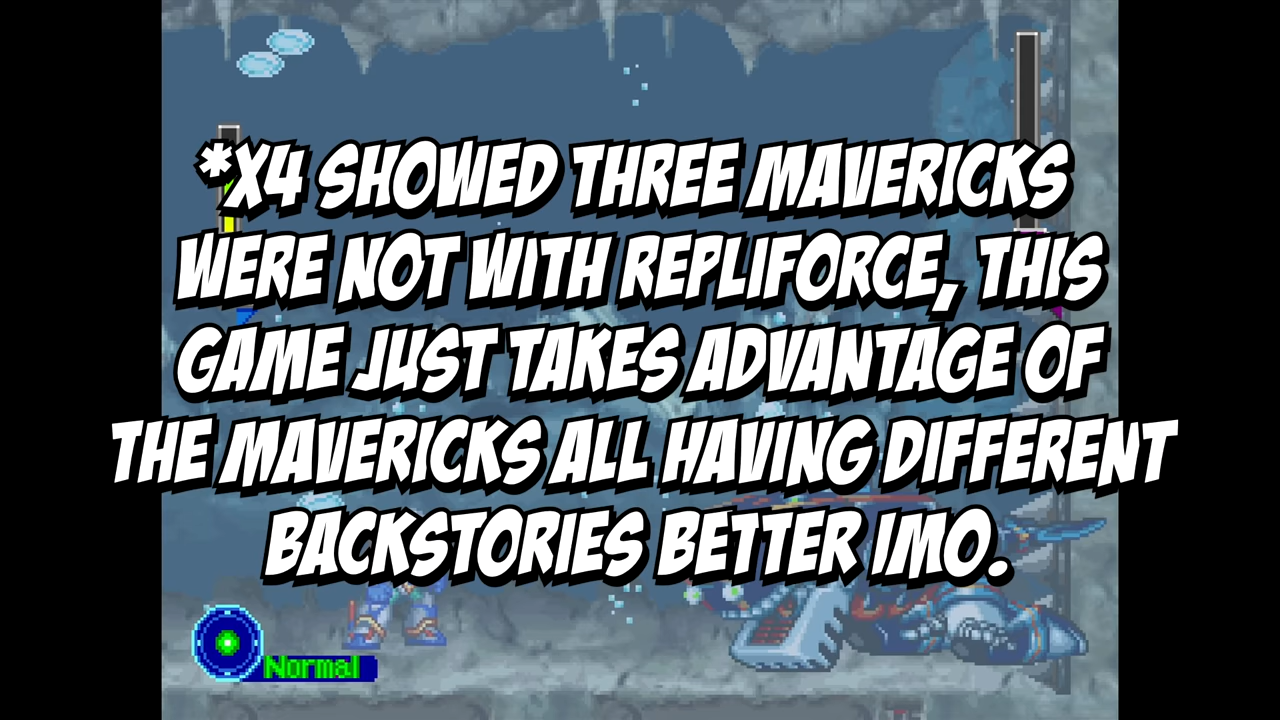 *X4 SHOWED THREE MAVERICKS
WERE NOT WITH REPLIFORCE, THIS
GAME JUST TAKES ADVANTAGE OF
THE MAVERICKS ALL HAVING DIFFERENT
BACKSTORIES BETTER IMO.
Normal